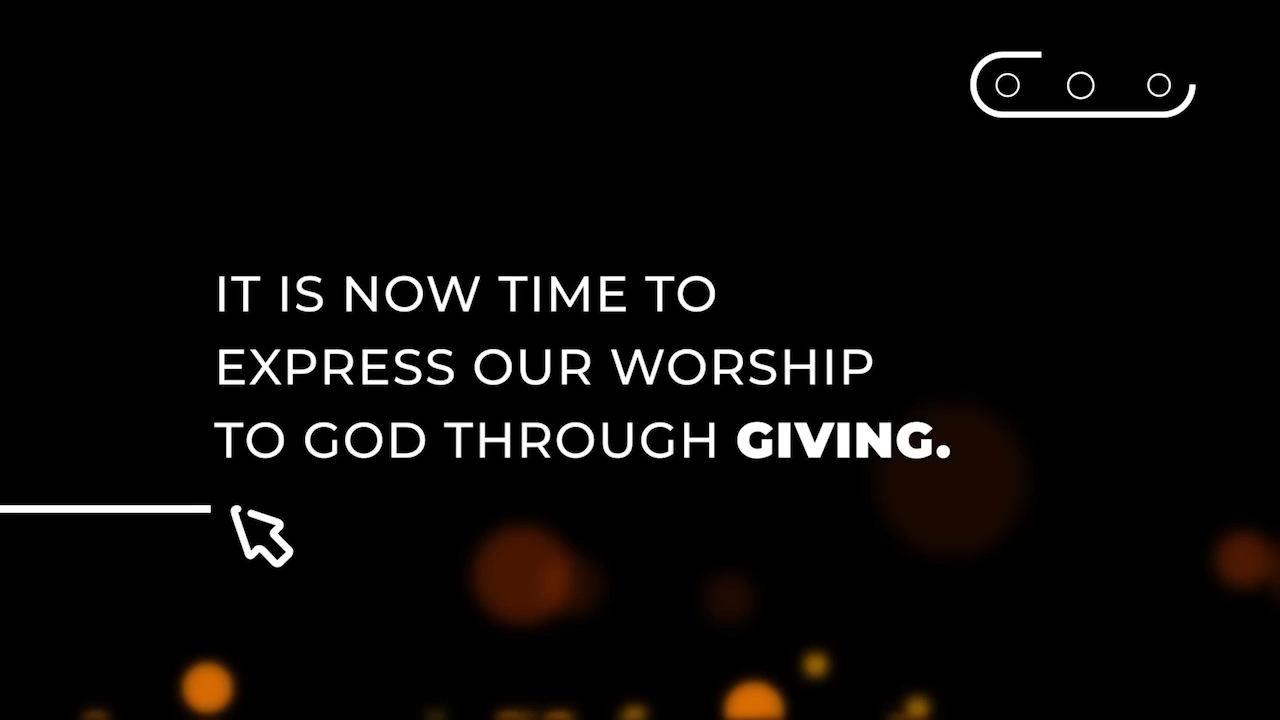 IT IS NOW TIME TO
EXPRESS OUR WORSHIP
TO GOD THROUGH GIVING.